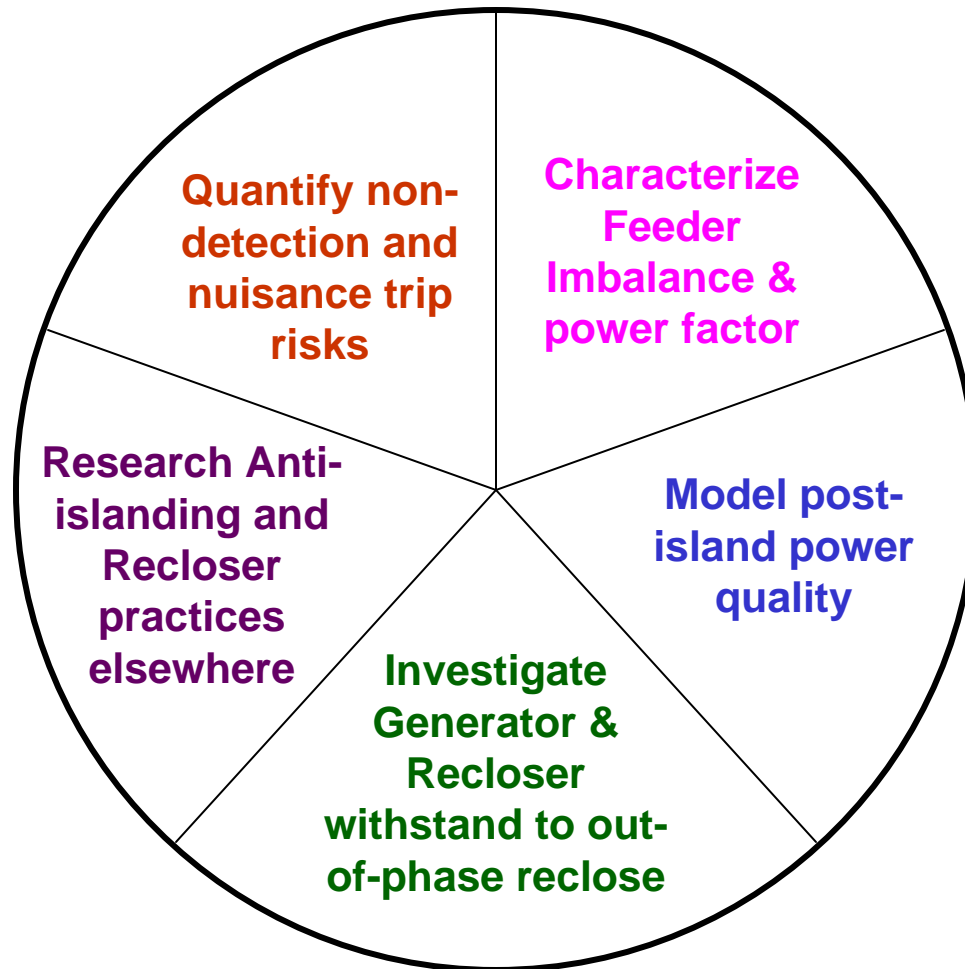 Quantify non-
detection and
nuisance trip
risks
Characterize
Feeder
Imbalance &
power factor
Research Anti-
islanding and
Recloser
practices
elsewhere
Model post-
island power
quality
Investigate
Generator &
Recloser
withstand to out-
of-phase reclose